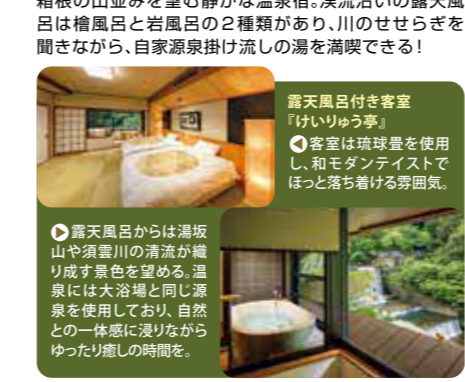 箱根の山並みを望む静かな温泉宿。渓流沿いの露天風
呂は檜風呂と岩風呂の2種類があり、川のせせらぎを
聞きながら、自家源泉掛け流しの湯を満喫できる!
露天風呂付き客室
『けいりゅう亭』
客室は琉球畳を使用
し、和モダンテイストで
ほっと落ち着ける雰囲気。
露天風呂からは湯坂
山や須雲川の清流が織
り成す景色を望める。温
泉には大浴場と同じ源
泉を使用しており、自然
との一体感に浸りながら
ゆったり癒しの時間を。